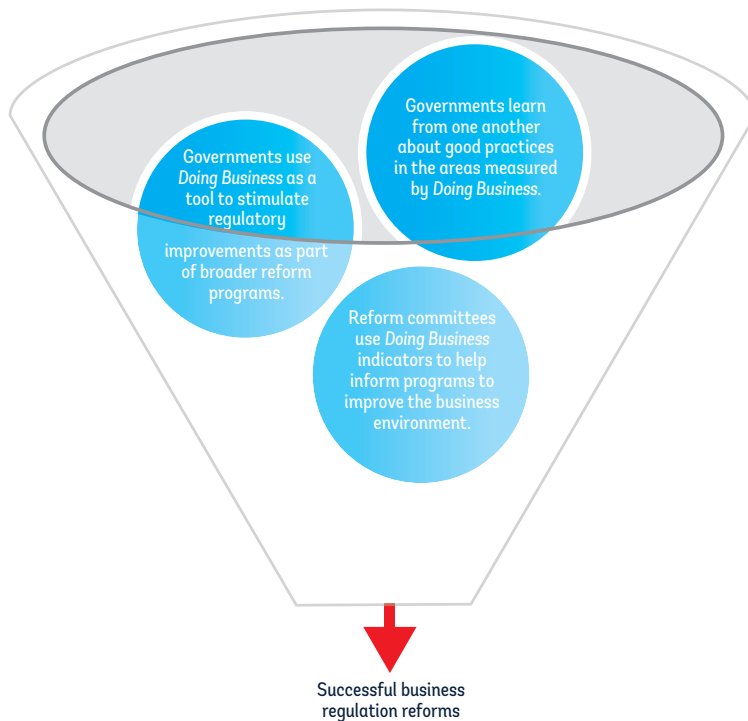 Governments use
Doing Business as a
tool to stimulate
regulatory
improvements as part
of broader reform
programs.
Governments learn
from one another
about good practices
in the areas measured
by Doing Business.
Reform committees
use Doing Business
indicators to help
inform programs to
improve the business
environment.
Successful business
regulation reforms